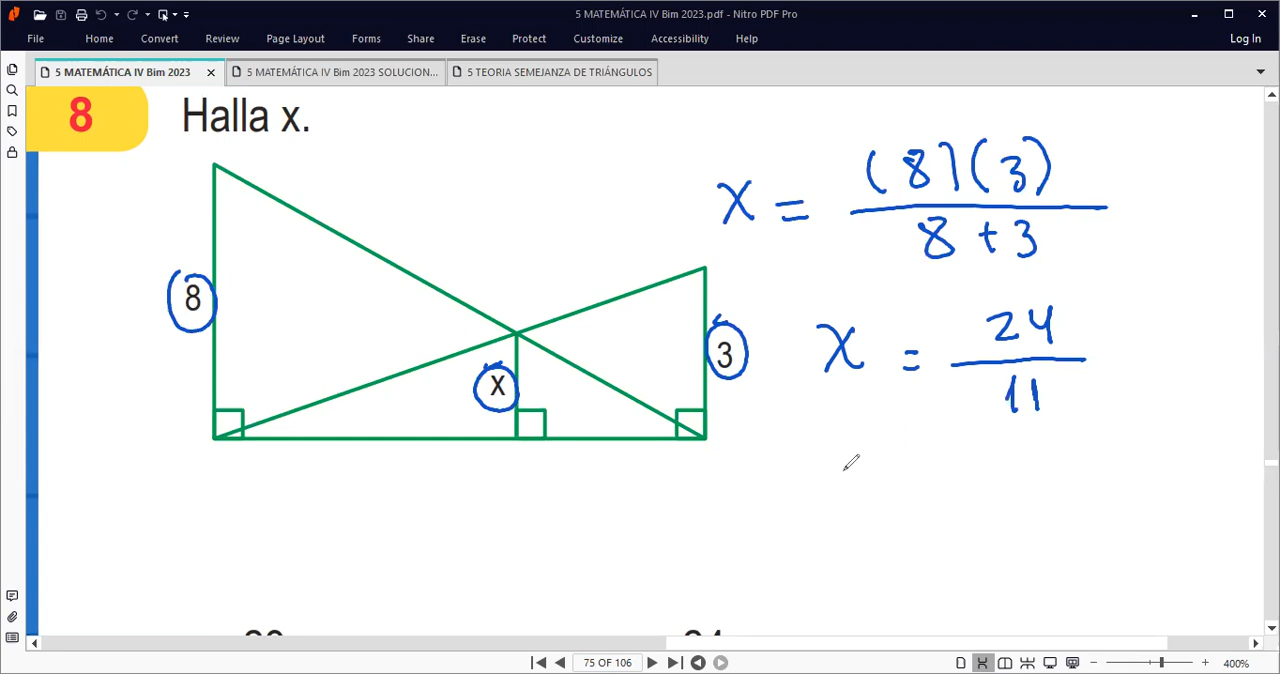 5 MATEMÁTICA IV Bim 2023.pdf - Nitro PDF Pro
File Home Convert Review Page Layout Forms Share Erase Protect Customize Accessibility Help Log In
5 MATEMÁTICA IV Bim 2023 5 MATEMÁTICA IV Bim 2023 SOLUCION... 5 TEORIA SEMEJANZA DE TRIÁNGULOS
8 Halla x.
x = (8)(3)
8 + 3
8
x
3
x = 24
11
75 OF 106
400%